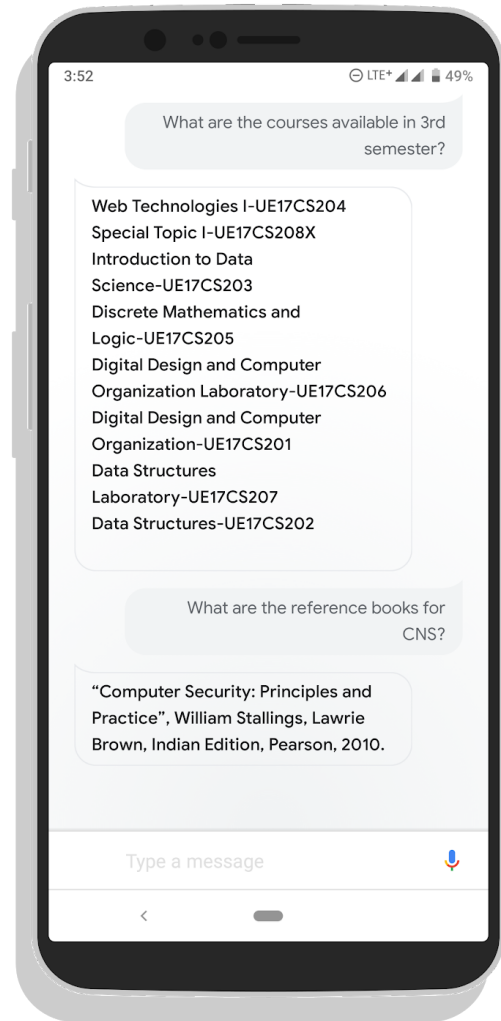 3:52 LTE+ 49%
What are the courses available in 3rd
semester?
Web Technologies I-UE17CS204
Special Topic I-UE17CS208X
Introduction to Data
Science-UE17CS203
Discrete Mathematics and
Logic-UE17CS205
Digital Design and Computer
Organization Laboratory-UE17CS206
Digital Design and Computer
Organization-UE17CS201
Data Structures
Laboratory-UE17CS207
Data Structures-UE17CS202
What are the reference books for
CNS?
“Computer Security: Principles and
Practice”, William Stallings, Lawrie
Brown, Indian Edition, Pearson, 2010.
Type a message